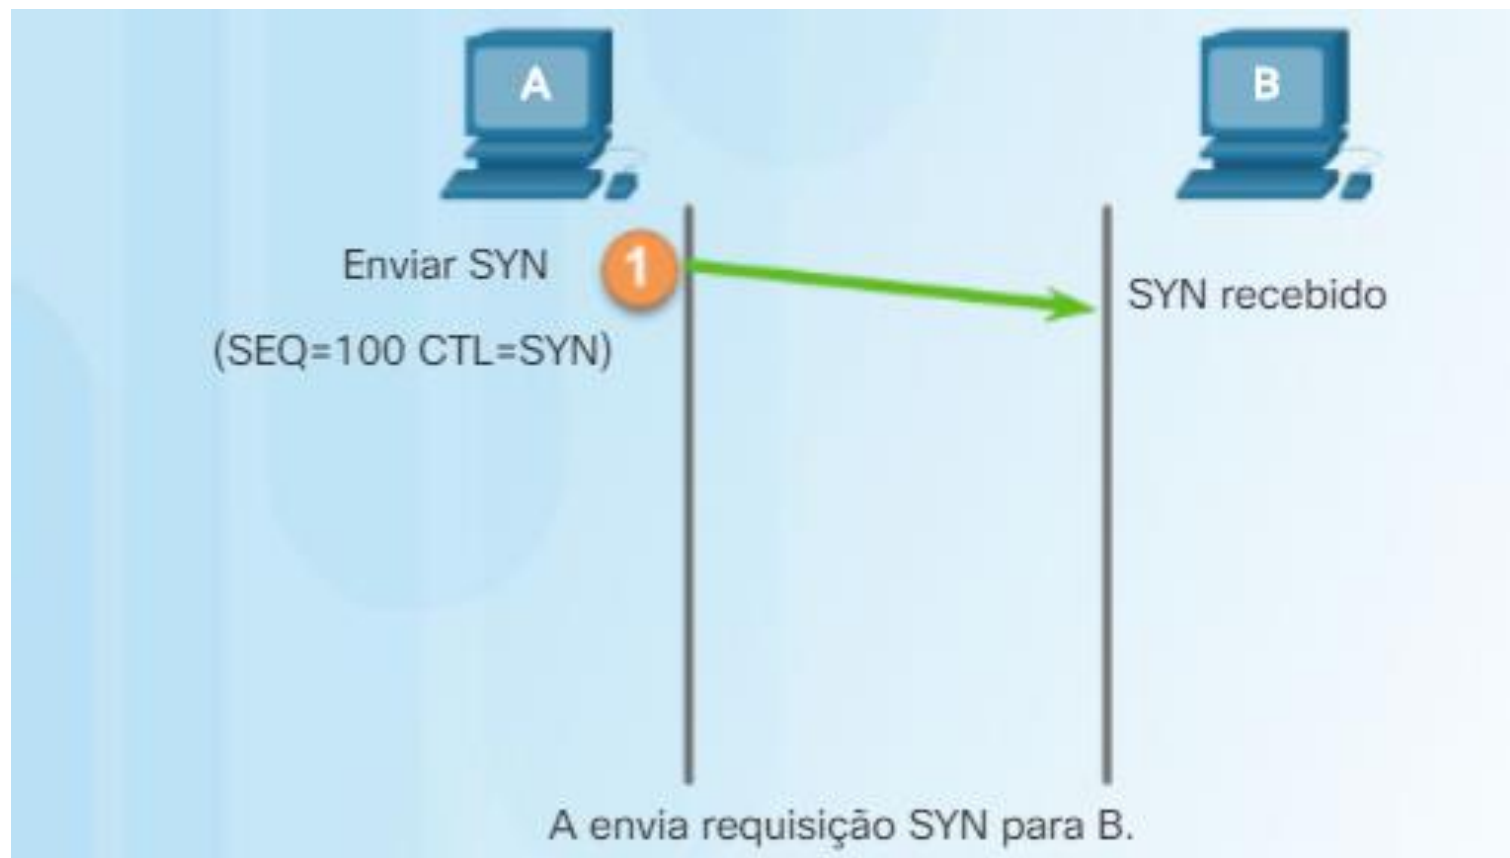 A
B
Enviar SYN
1
SYN recebido
(SEQ=100 CTL=SYN)
A envia requisição SYN para B.